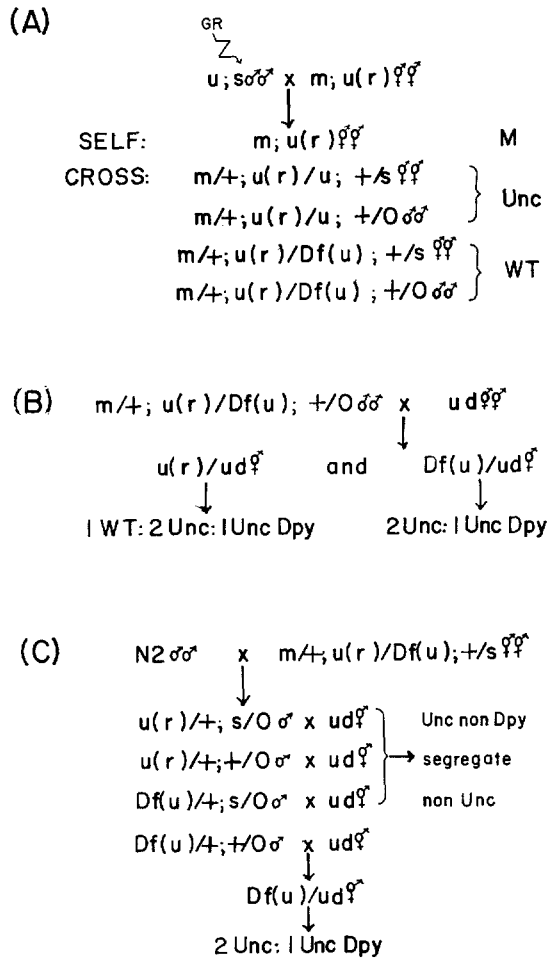 (A)
GR
u; s♂♂ x m; u(r)⚥⚥
SELF: m; u(r)⚥⚥ M
CROSS: m/+; u(r)/u; +/s ⚥⚥
m/+; u(r)/u; +/O ♂♂
Unc
m/+; u(r)/Df(u); +/s ⚥⚥
m/+; u(r)/Df(u); +/O ♂♂
WT
(B) m/+; u(r)/Df(u); +/O ♂♂ x ud⚥⚥
u(r)/ud⚥ and Df(u)/ud⚥
1 WT: 2 Unc: 1 Unc Dpy 2 Unc: 1 Unc Dpy
(C) N2 ♂♂ x m/+; u(r)/Df(u); +/s ⚥⚥
u(r)/+; s/O ♂ x ud⚥ Unc non Dpy
u(r)/+; +/O ♂ x ud⚥ segregate
Df(u)/+; s/O ♂ x ud⚥ non Unc
Df(u)/+; +/O ♂ x ud⚥
Df(u)/ud⚥
2 Unc: 1 Unc Dpy